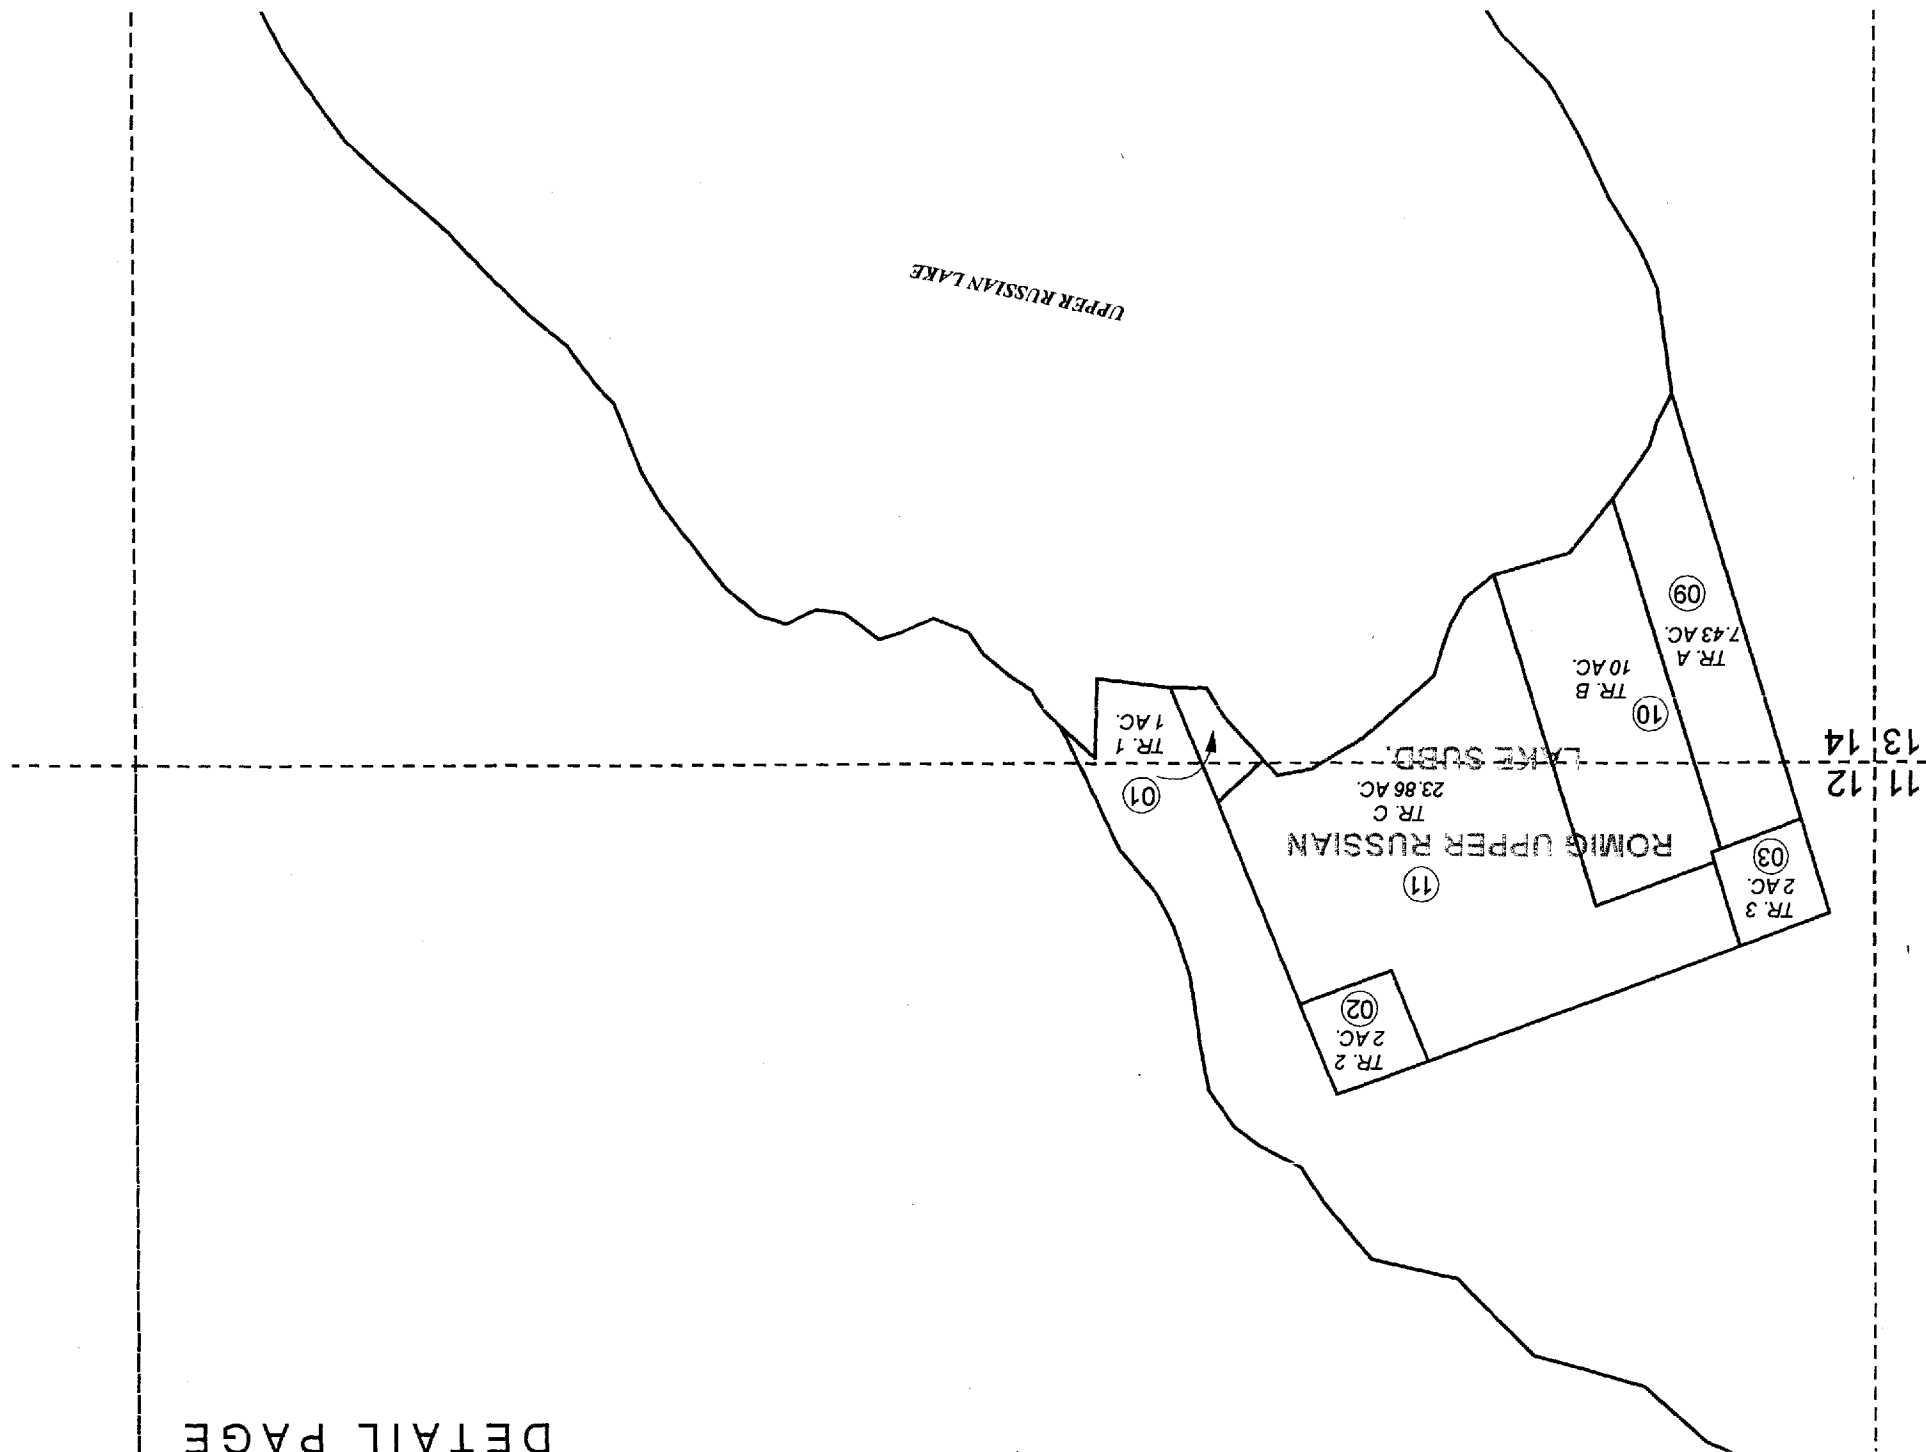 DETAIL PAGE
TR. 2
2 AC.
02
TR. 3
2 AC.
03
11
ROMIG UPPER RUSSIAN
TR. C
23.86 AC.
LAKE SUBD.
11 12
13 14
01
TR. 1
1 AC.
10
TR. B
10 AC.
TR. A
7.43 AC.
09
UPPER RUSSIAN LAKE